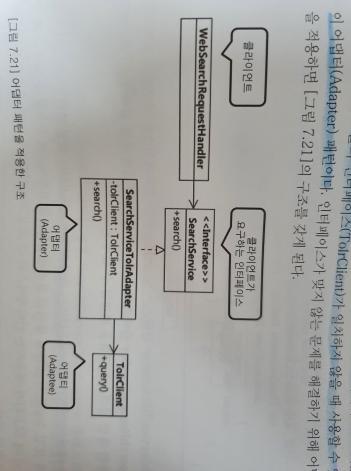 인터페이스(TolrClient)가 일치하지 않을 때 사용할 수
이 어댑터(Adapter) 패턴이다. 인터페이스가 맞지 않는 문제를 해결하기 위해 어
을 적용하면 [그림 7.21]의 구조를 갖게 된다.
클라이언트
WebSearchRequestHandler
클라이언트가
요구하는 인터페이스
<<Interface>>
SearchService
+search()
SearchServiceTolrAdapter
-tolrClient : TolrClient
+search()
어댑터
(Adapter)
TolrClient
+query()
어댑티
(Adaptee)
[그림 7.21] 어댑터 패턴을 적용한 구조